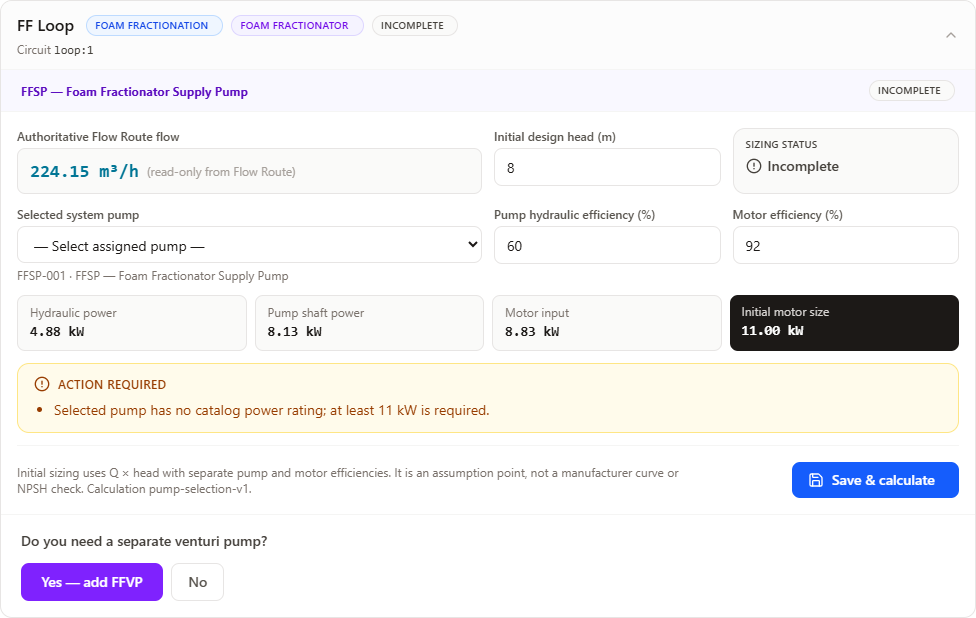 FF Loop FOAM FRACTIONATION FOAM FRACTIONATOR INCOMPLETE
Circuit loop:1
FFSP — Foam Fractionator Supply Pump INCOMPLETE
Authoritative Flow Route flow
224.15 m³/h (read-only from Flow Route)
Initial design head (m)
8
SIZING STATUS
Incomplete
Selected system pump
— Select assigned pump —
FFSP-001 · FFSP — Foam Fractionator Supply Pump
Pump hydraulic efficiency (%)
60
Motor efficiency (%)
92
Hydraulic power
4.88 kW
Pump shaft power
8.13 kW
Motor input
8.83 kW
Initial motor size
11.00 kW
ACTION REQUIRED
• Selected pump has no catalog power rating; at least 11 kW is required.
Initial sizing uses Q × head with separate pump and motor efficiencies. It is an assumption point, not a manufacturer curve or
NPSH check. Calculation pump-selection-v1.
Save & calculate
Do you need a separate venturi pump?
Yes — add FFVP No